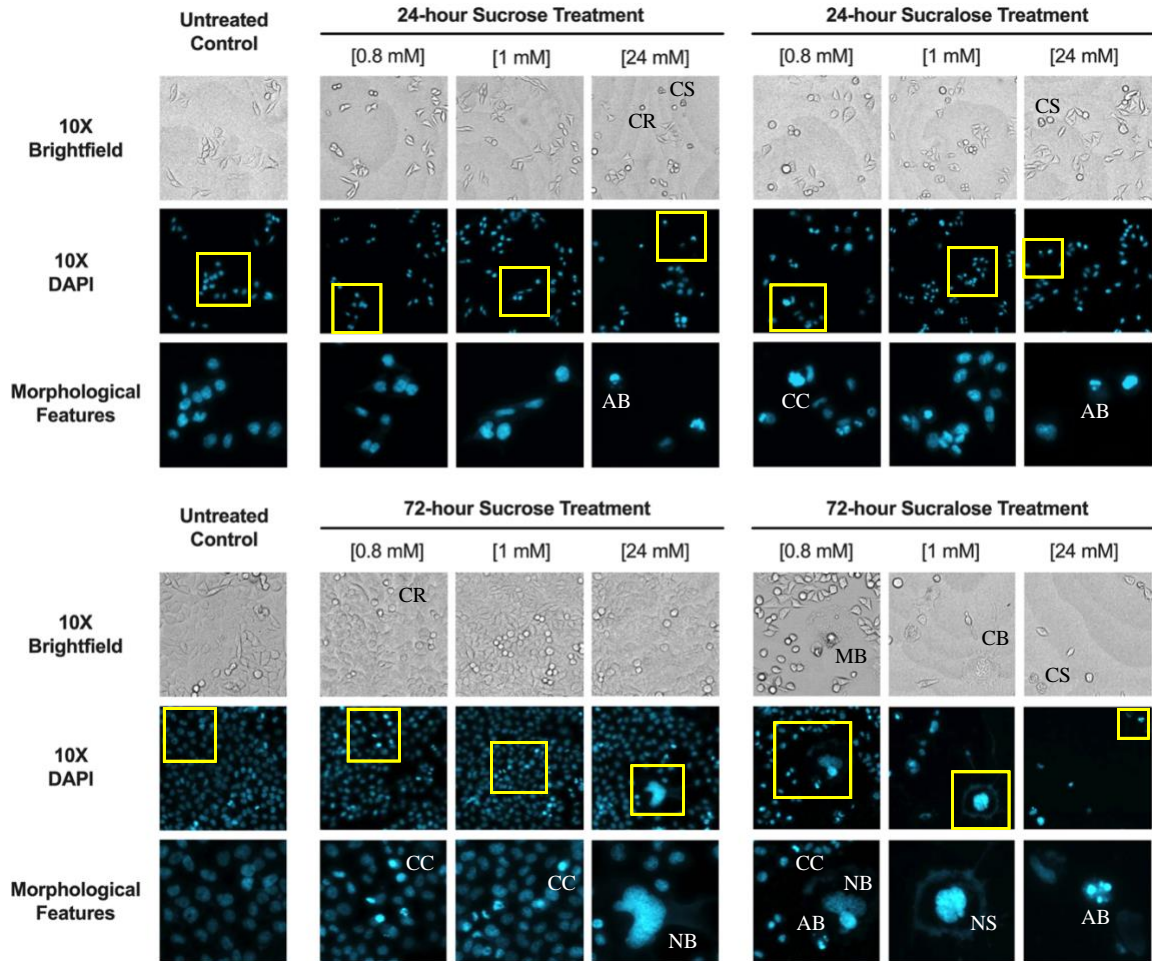 Untreated
Control
24-hour Sucrose Treatment
24-hour Sucralose Treatment
[0.8 mM] [1 mM] [24 mM] [0.8 mM] [1 mM] [24 mM]
10X
Brightfield
CS
CR
CS
10X
DAPI
Morphological
Features
AB
CC
AB
Untreated
Control
72-hour Sucrose Treatment
72-hour Sucralose Treatment
[0.8 mM] [1 mM] [24 mM] [0.8 mM] [1 mM] [24 mM]
10X
Brightfield
CR
MB
CB
CS
10X
DAPI
Morphological
Features
CC
CC
NB
CC
NB
AB
NS
AB